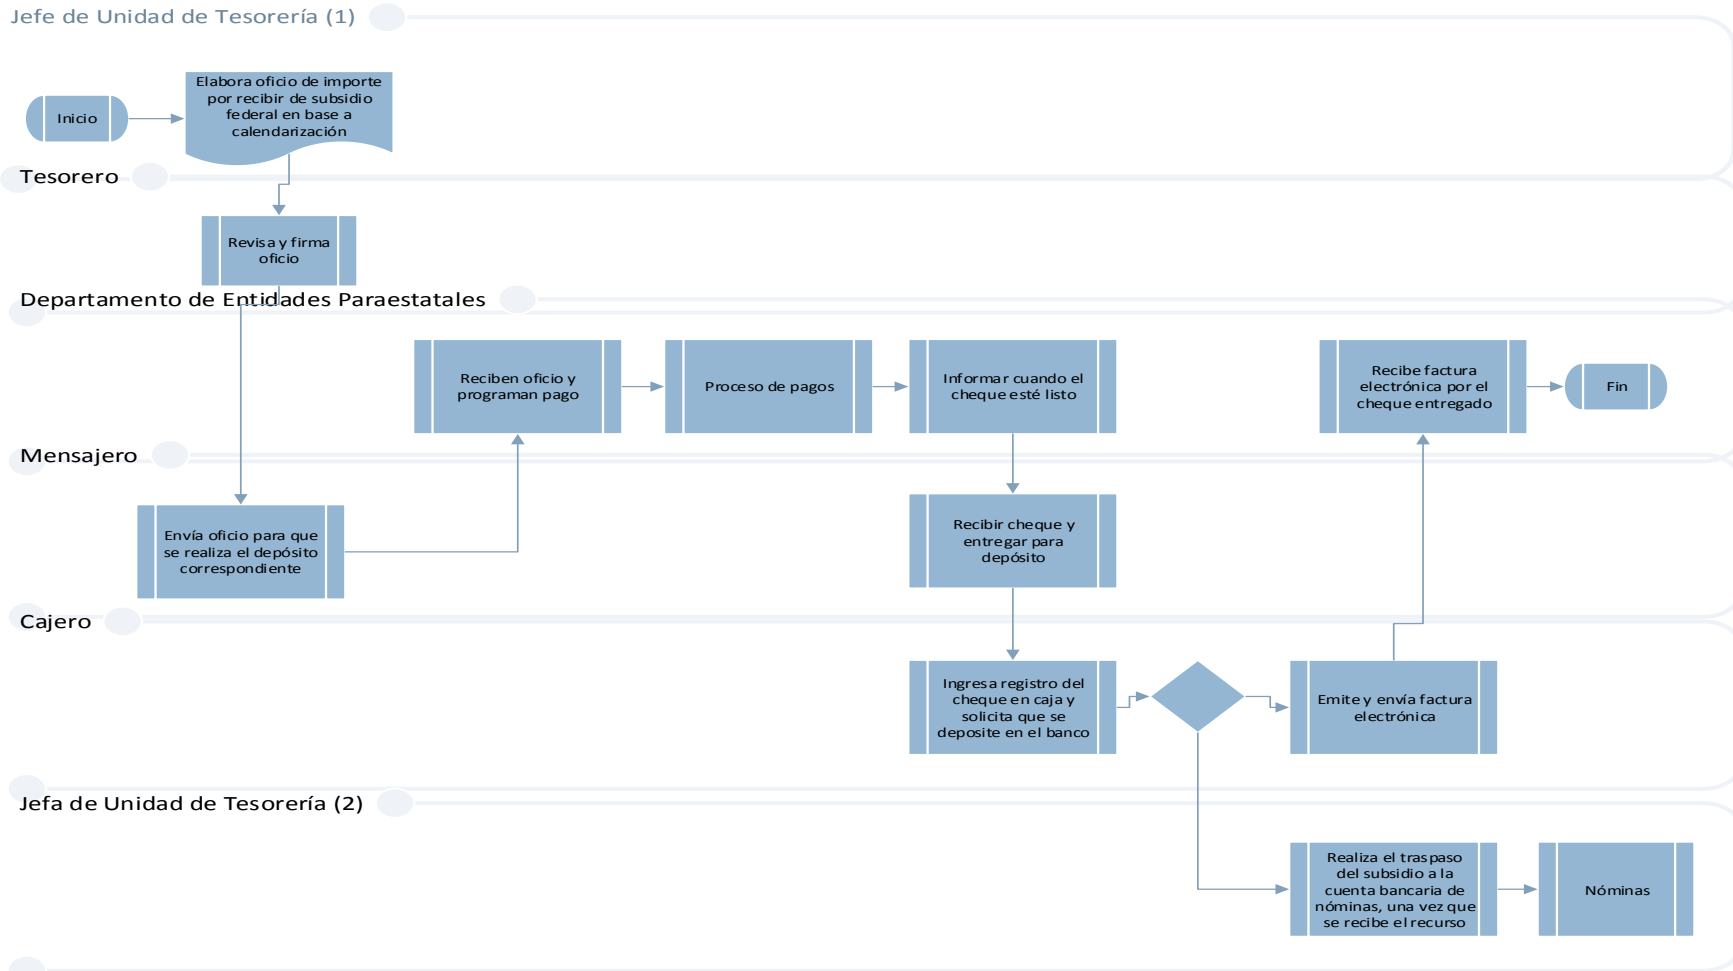 Jefe de Unidad de Tesorería (1)
Inicio
Elabora oficio de importe
por recibir de subsidio
federal en base a
calendarización
Tesorero
Revisa y firma
oficio
Departamento de Entidades Paraestatales
Reciben oficio y
programan pago
Proceso de pagos
Informar cuando el
cheque esté listo
Recibe factura
electrónica por el
cheque entregado
Fin
Mensajero
Envía oficio para que
se realiza el depósito
correspondiente
Recibir cheque y
entregar para
depósito
Cajero
Ingresa registro del
cheque en caja y
solicita que se
deposite en el banco
Emite y envía factura
electrónica
Jefa de Unidad de Tesorería (2)
Realiza el traspaso
del subsidio a la
cuenta bancaria de
nóminas, una vez que
se recibe el recurso
Nóminas